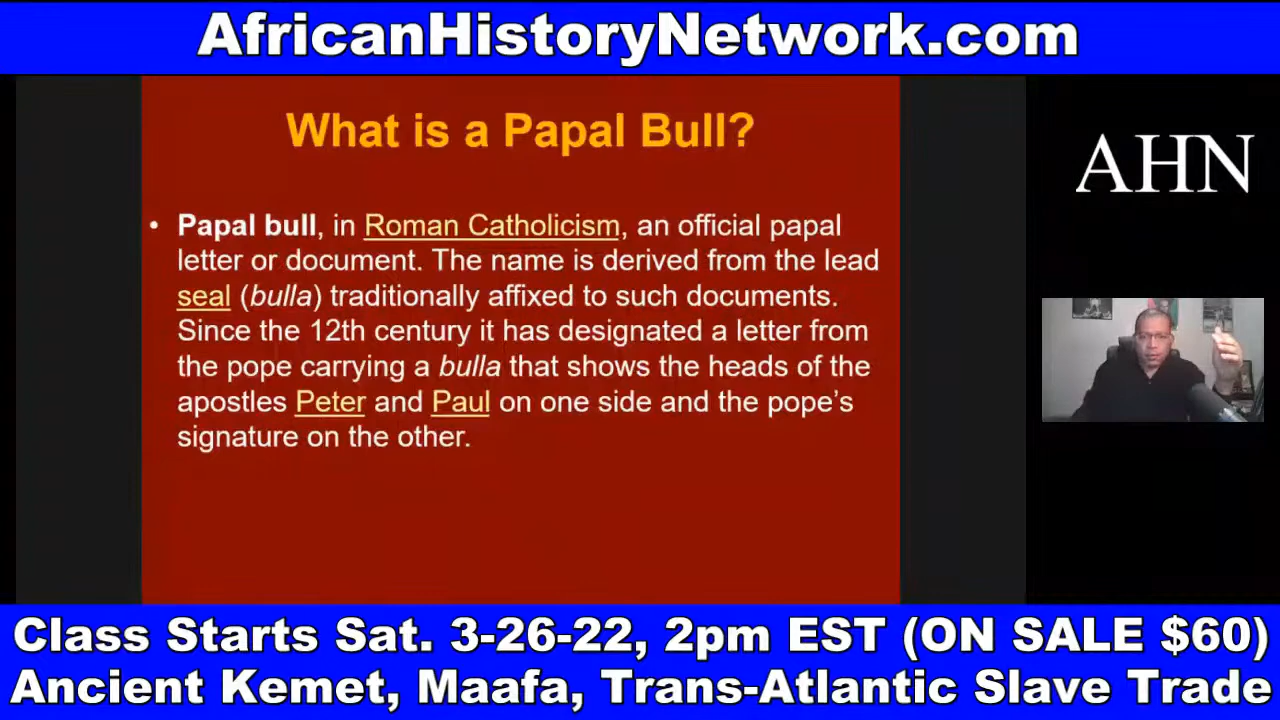 AfricanHistoryNetwork.com
What is a Papal Bull?
AHN
• Papal bull, in Roman Catholicism, an official papal
letter or document. The name is derived from the lead
seal (bulla) traditionally affixed to such documents.
Since the 12th century it has designated a letter from
the pope carrying a bulla that shows the heads of the
apostles Peter and Paul on one side and the pope’s
signature on the other.
Class Starts Sat. 3-26-22, 2pm EST (ON SALE $60)
Ancient Kemet, Maafa, Trans-Atlantic Slave Trade